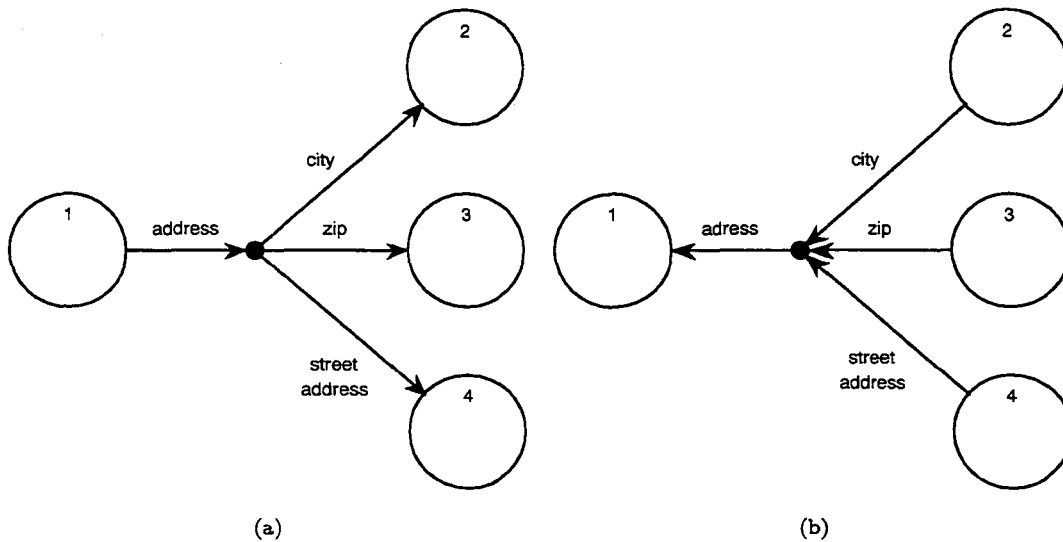 2
city
1
address
zip
3
street
address
4
(a)
2
city
1
adress
zip
3
street
address
4
(b)